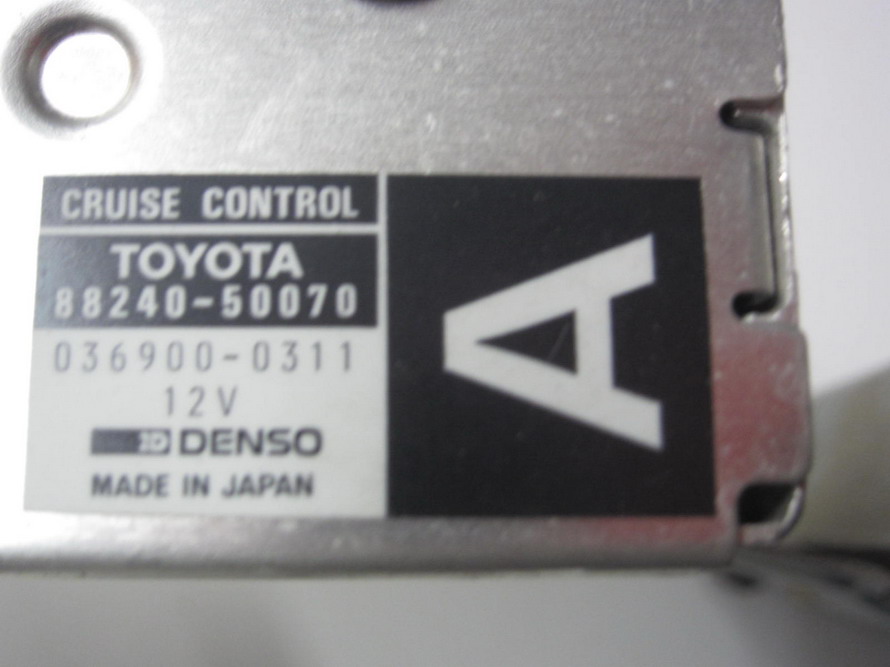 CRUISE CONTROL
TOYOTA
88240-50070
036900-0311
12V
DENSO
MADE IN JAPAN
A